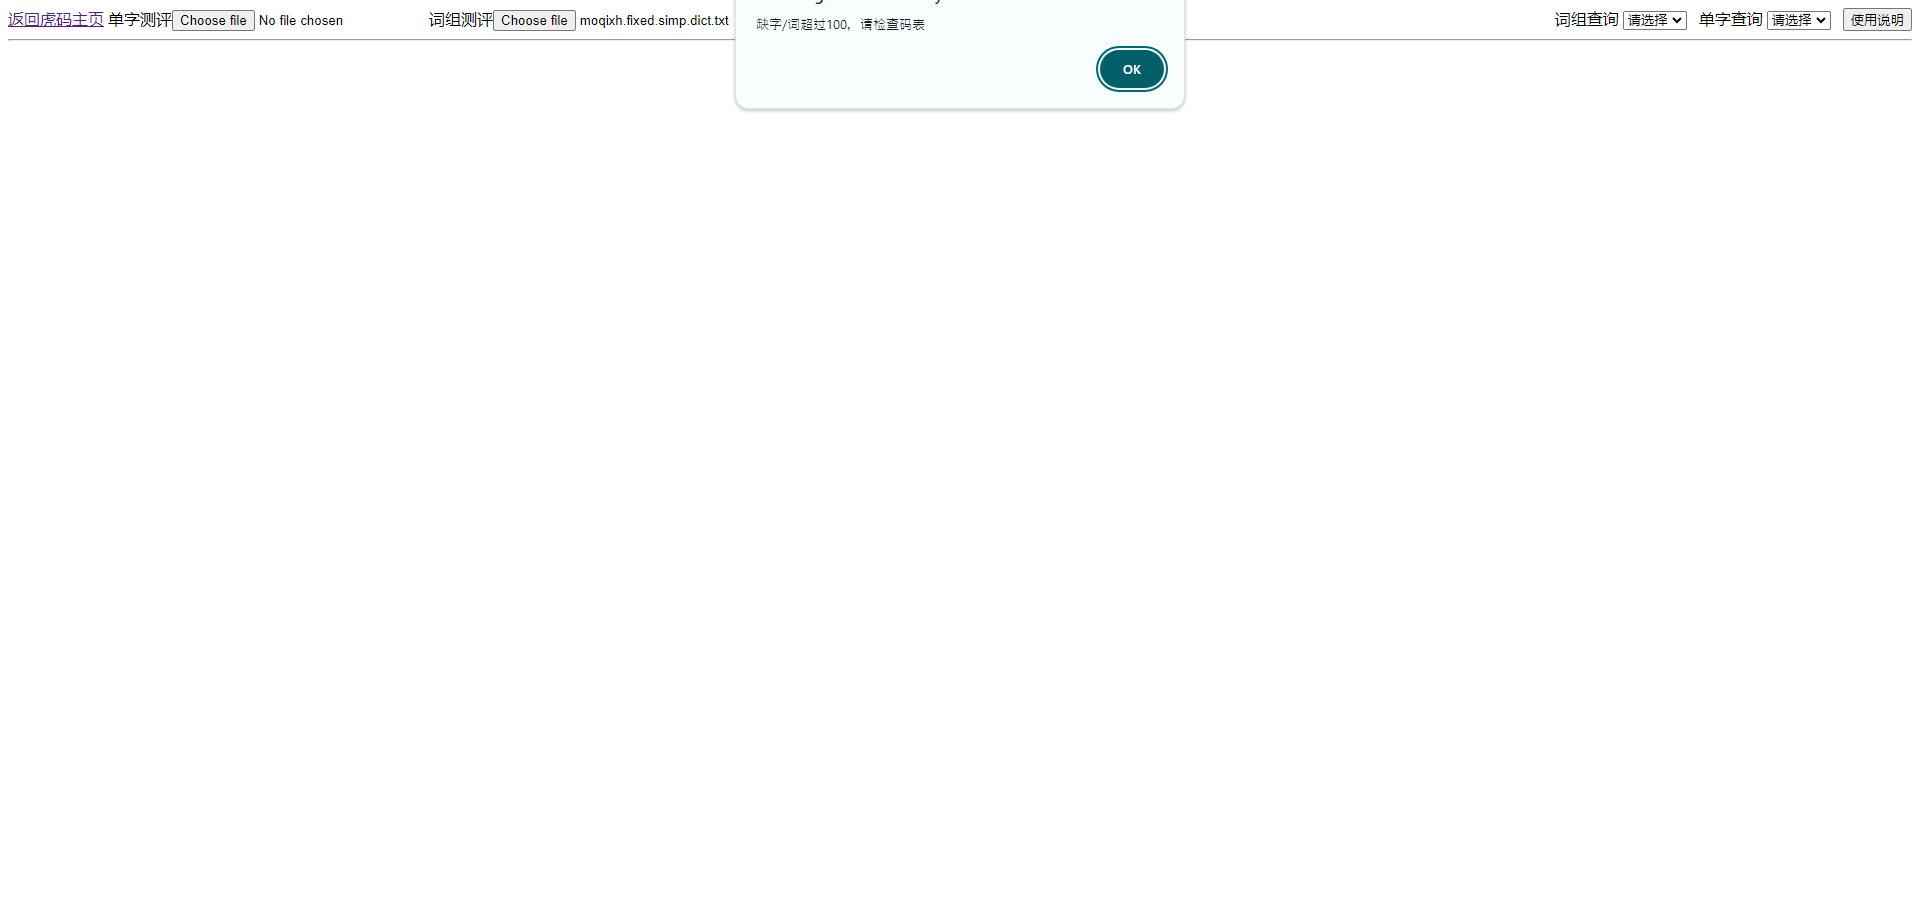 返回虎码主页 单字测评 Choose file No file chosen 词组测评 Choose file moqixh.fixed.simp.dict.txt 词组查询 请选择 单字查询 请选择 使用说明
缺字/词超过100，请检查码表
OK